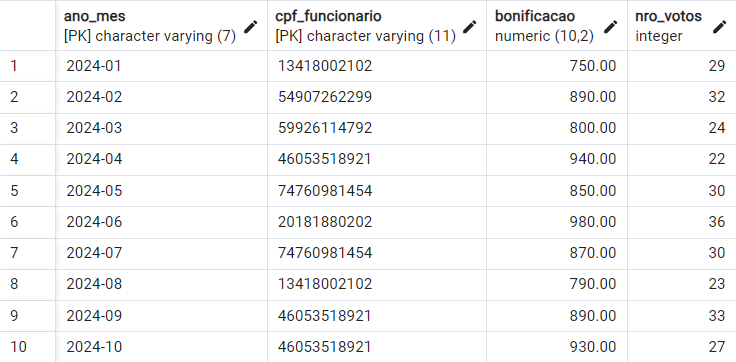 ano_mes cpf_funcionario bonificacao nro_votos
[PK] character varying (7) [PK] character varying (11) numeric (10,2) integer
1 2024-01 13418002102 750.00 29
2 2024-02 54907262299 890.00 32
3 2024-03 59926114792 800.00 24
4 2024-04 46053518921 940.00 22
5 2024-05 74760981454 850.00 30
6 2024-06 20181880202 980.00 36
7 2024-07 74760981454 870.00 30
8 2024-08 13418002102 790.00 23
9 2024-09 46053518921 890.00 33
10 2024-10 46053518921 930.00 27